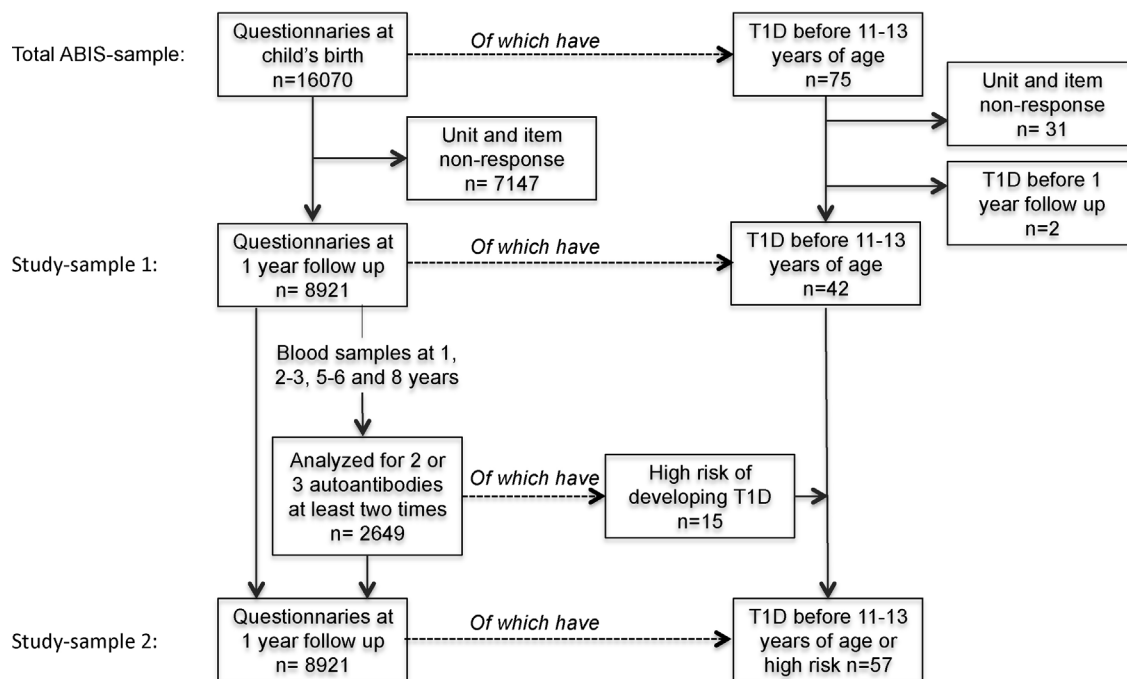 Total ABIS-sample:
Questionnaries at
child's birth
n=16070
Of which have
T1D before 11-13
years of age
n=75
Unit and item
non-response
n= 31
Unit and item
non-response
n= 7147
T1D before 1
year follow up
n=2
Study-sample 1:
Questionnaries at
1 year follow up
n= 8921
Of which have
T1D before 11-13
years of age
n=42
Blood samples at 1,
2-3, 5-6 and 8 years
Analyzed for 2 or
3 autoantibodies
at least two times
n= 2649
Of which have
High risk of
developing T1D
n=15
Study-sample 2:
Questionnaries at
1 year follow up
n= 8921
Of which have
T1D before 11-13
years of age or
high risk n=57